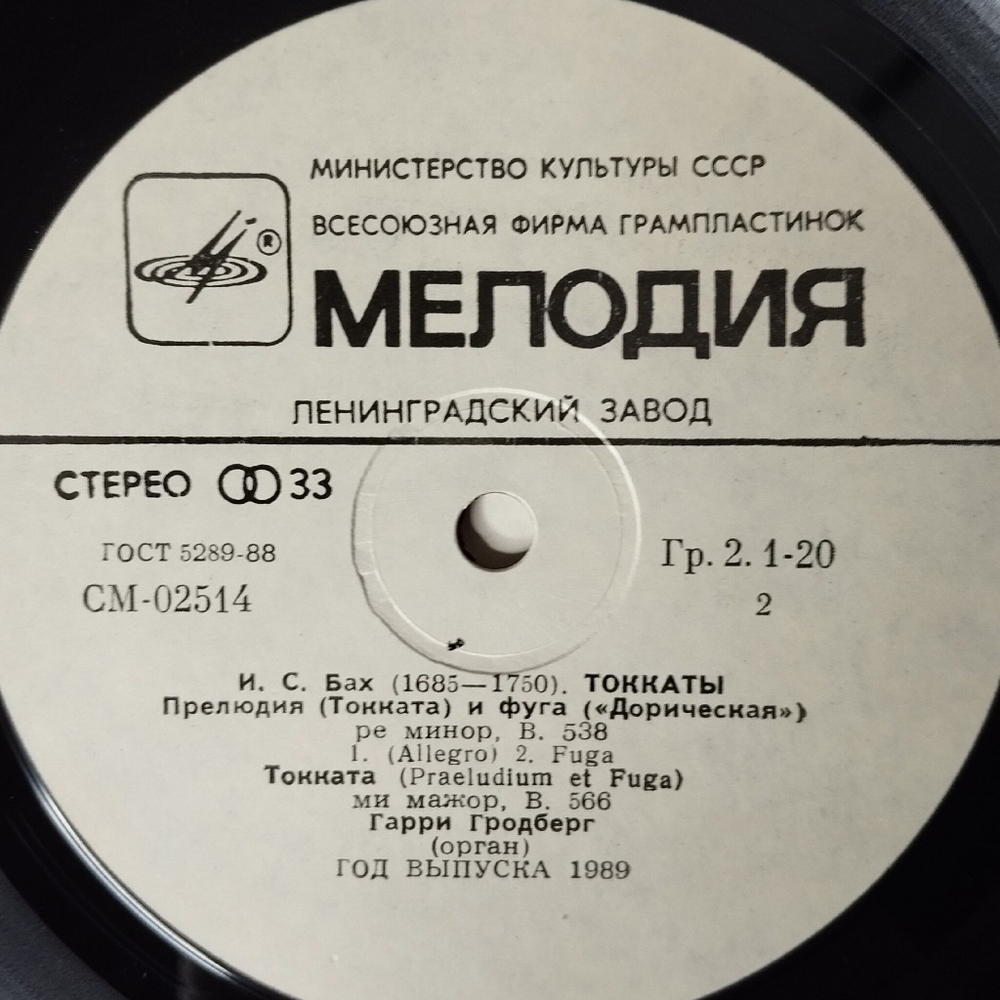 МИНИСТЕРСТВО КУЛЬТУРЫ СССР
ВСЕСОЮЗНАЯ ФИРМА ГРАМПЛАСТИНОК
®
МЕЛОДИЯ
ЛЕНИНГРАДСКИЙ ЗАВОД
СТЕРЕО 33
ГОСТ 5289-88
Гр. 2. 1-20
СМ-02514
2
И. С. Бах (1685—1750). ТОККАТЫ
Прелюдия (Токката) и фуга («Дорическая»)
ре минор, В. 538
1. (Allegro) 2. Fuga
Токката (Praeludium et Fuga)
ми мажор, В. 566
Гарри Гродберг
(орган)
ГОД ВЫПУСКА 1989